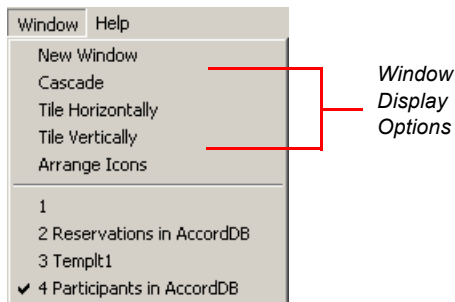 Window Help
New Window
Cascade
Tile Horizontally
Tile Vertically
Arrange Icons
1
2 Reservations in AccordDB
3 Templt1
✔ 4 Participants in AccordDB
Window
Display
Options